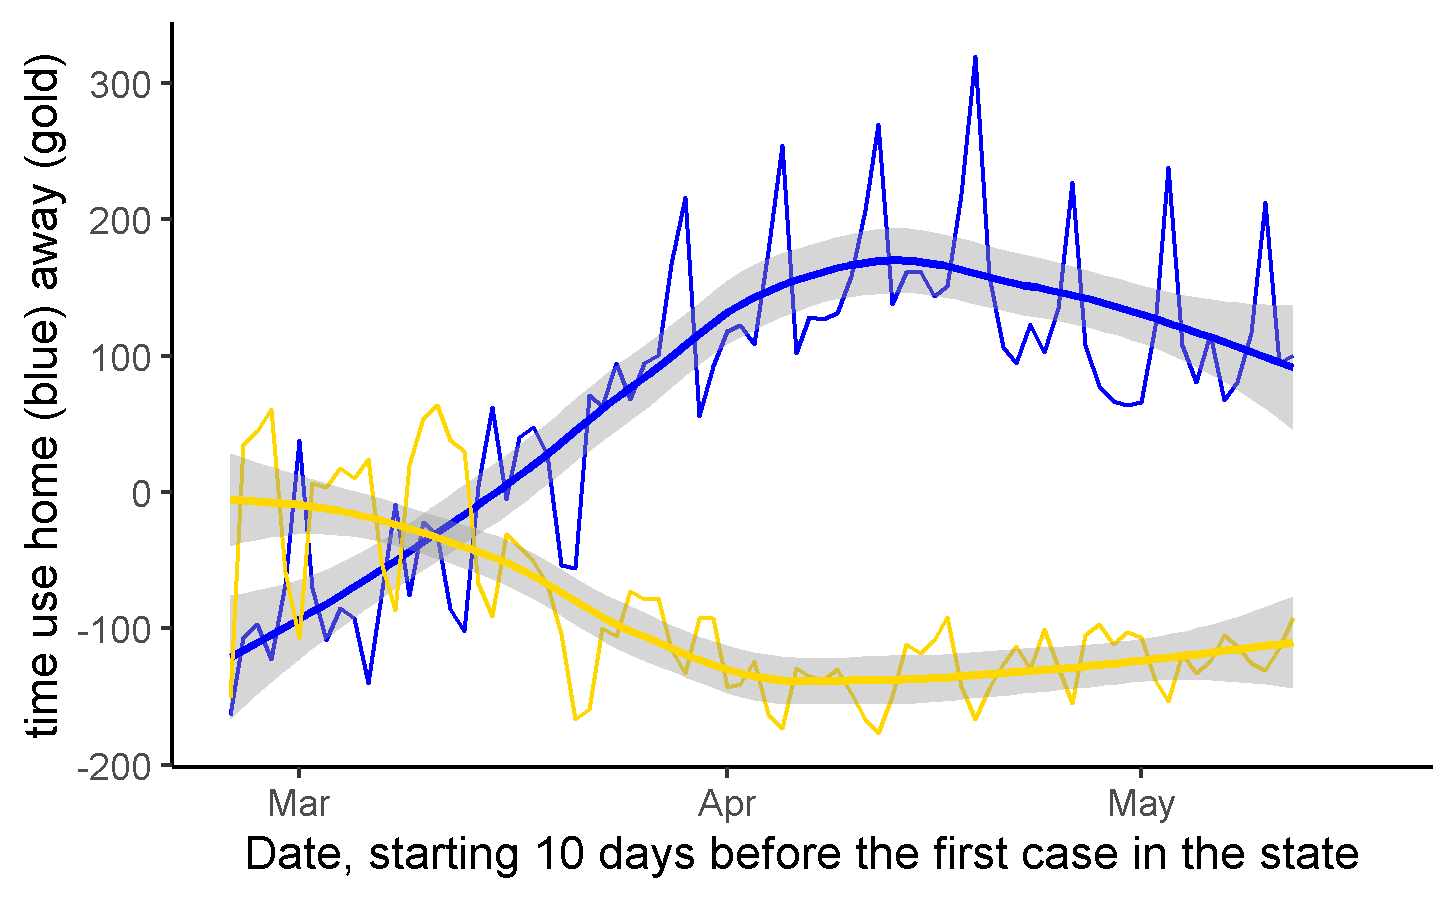 time use home (blue) away (gold)
300
200
100
0
-100
-200
Mar Apr May
Date, starting 10 days before the first case in the state